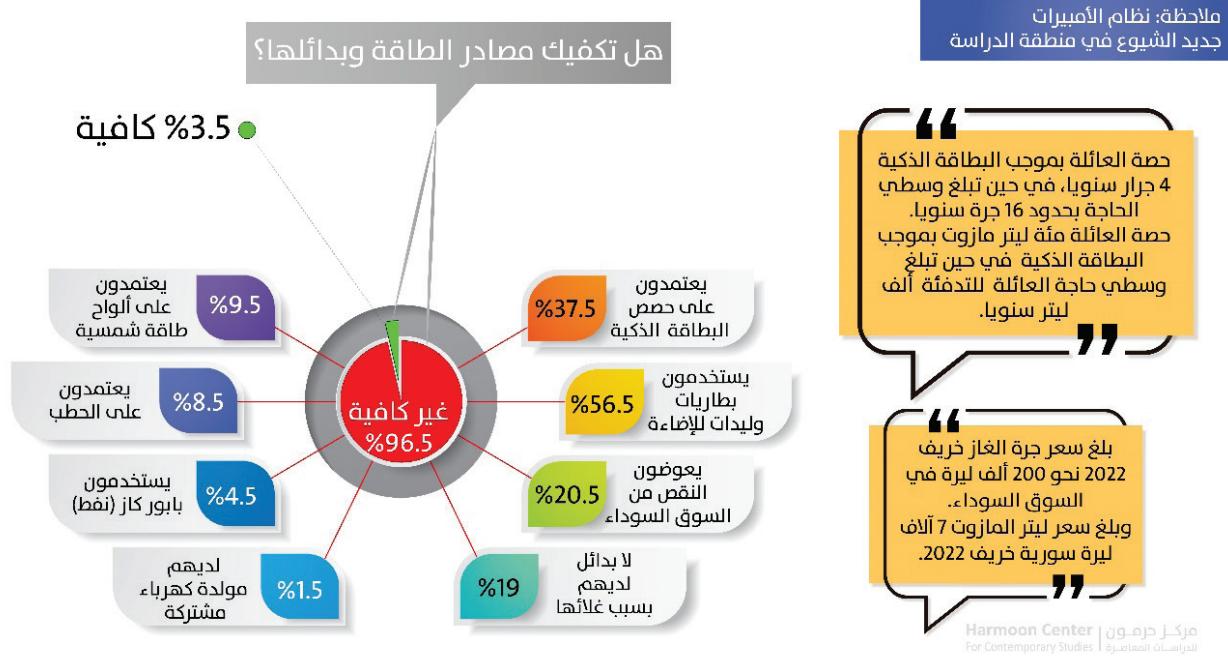 ملاحظة: نظام الأمبيرات
جديد الشيوع في منطقة الدراسة
هل تكفيك مصادر الطاقة وبدائلها؟
%3.5 كافية
غير كافية
%96.5
%37.5
يعتمدون
على حصص
البطاقة الذكية
%56.5
يستخدمون
بطاريات
وليدات للإضاءة
%20.5
يعوضون
النقص من
السوق السوداء
%19
لا بدائل
لديهم
بسبب غلائها
%9.5
يعتمدون
على ألواح
طاقة شمسية
%8.5
يعتمدون
على الحطب
%4.5
يستخدمون
بابور كاز (نفط)
%1.5
لديهم
مولدة كهرباء
مشتركة
حصة العائلة بموجب البطاقة الذكية
4 جرار سنويا، في حين تبلغ وسطي
الحاجة بحدود 16 جرة سنويا.
حصة العائلة مئة ليتر مازوت بموجب
البطاقة الذكية في حين تبلغ
وسطي حاجة العائلة للتدفئة ألف
ليتر سنويا.
بلغ سعر جرة الغاز خريف
2022 نحو 200 ألف ليرة في
السوق السوداء.
وبلغ سعر ليتر المازوت 7 آلاف
ليرة سورية خريف 2022.
مركز حرمون | Harmoon Center
للدراسات المعاصرة | For Contemporary Studies